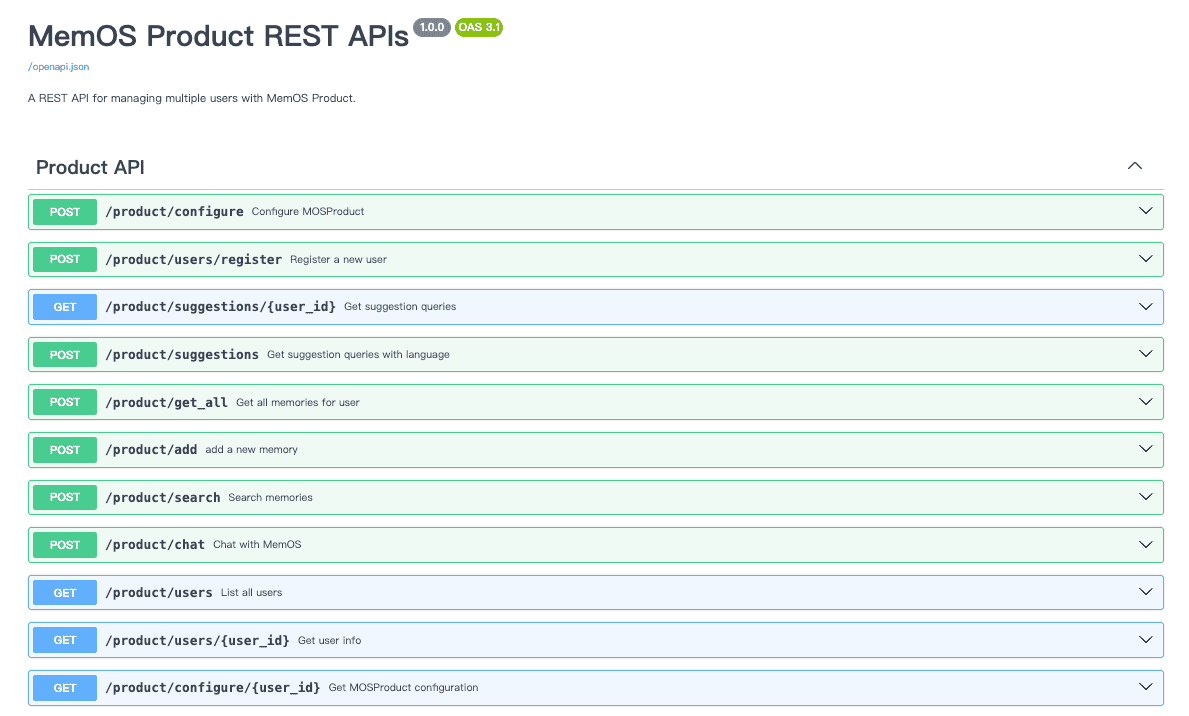 MemOS Product REST APIs 1.0.0 OAS 3.1
/openapi.json
A REST API for managing multiple users with MemOS Product.
Product API
POST /product/configure Configure MOSProduct
POST /product/users/register Register a new user
GET /product/suggestions/{user_id} Get suggestion queries
POST /product/suggestions Get suggestion queries with language
POST /product/get_all Get all memories for user
POST /product/add add a new memory
POST /product/search Search memories
POST /product/chat Chat with MemOS
GET /product/users List all users
GET /product/users/{user_id} Get user info
GET /product/configure/{user_id} Get MOSProduct configuration